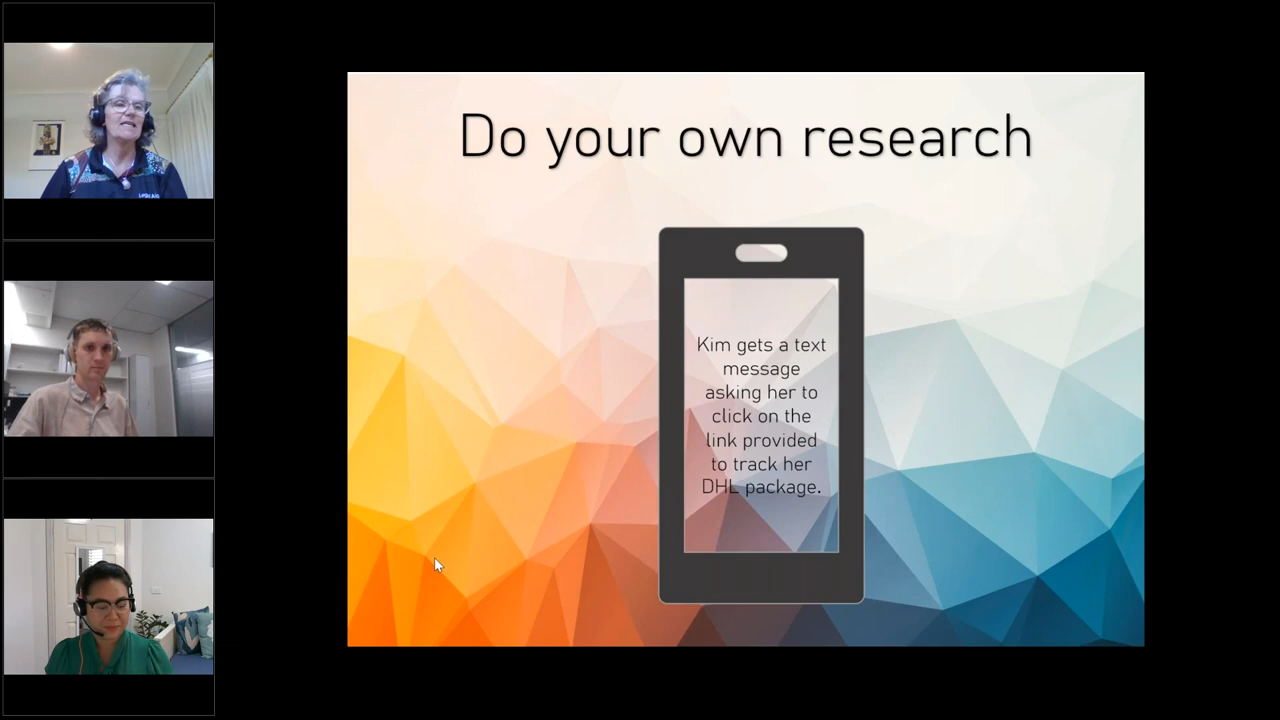 Do your own research
Kim gets a text
message
asking her to
click on the
link provided
to track her
DHL package.